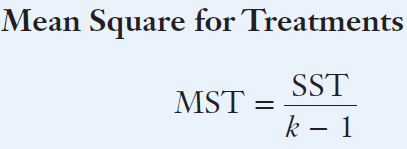 Mean Square for Treatments
MST = SST / k − 1